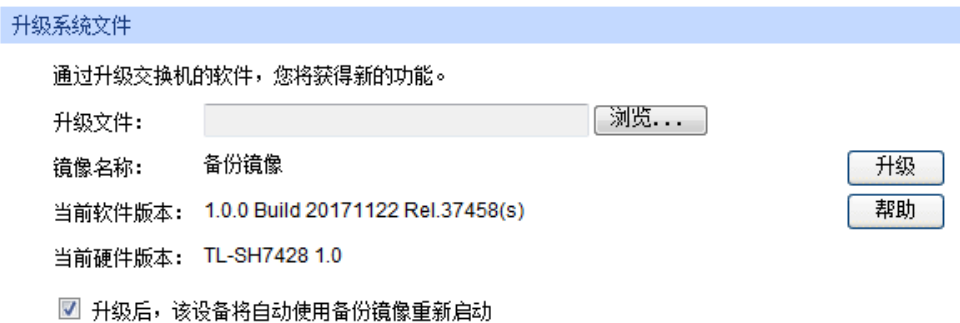 升级系统文件
通过升级交换机的软件，您将获得新的功能。
升级文件： 浏览...
镜像名称： 备份镜像 升级
当前软件版本： 1.0.0 Build 20171122 Rel.37458(s) 帮助
当前硬件版本： TL-SH7428 1.0
升级后，该设备将自动使用备份镜像重新启动